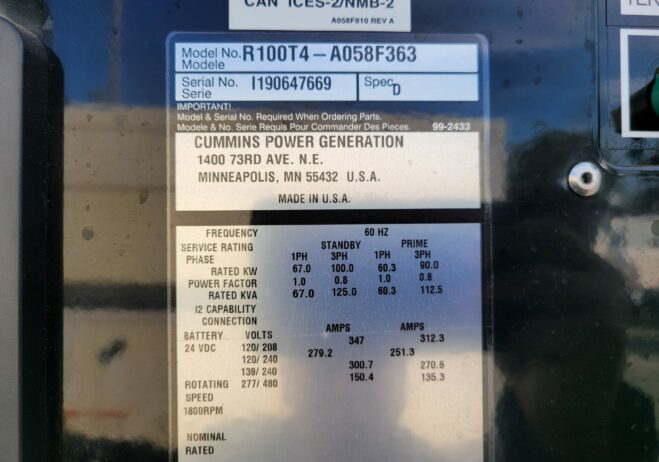 CAN ICES-2/NMB-2
A058F810 REV A
Model No. R100T4-A058F363
Modele
Serial No. I190647669 Spec D
Serie
IMPORTANT!
Model & Serial No. Required When Ordering Parts.
Modele & No. Serie Requis Pour Commander Des Pieces. 99-2433
CUMMINS POWER GENERATION
1400 73RD AVE. N.E.
MINNEAPOLIS, MN 55432 U.S.A.
MADE IN U.S.A.
FREQUENCY 60 HZ
SERVICE RATING STANDBY PRIME
PHASE 1PH 3PH 1PH 3PH
RATED KW 67.0 100.0 60.3 90.0
POWER FACTOR 1.0 0.8 1.0 0.8
RATED KVA 67.0 125.0 60.3 112.5
I2 CAPABILITY
CONNECTION
BATTERY VOLTS AMPS AMPS
24 VDC 120/208 347 312.3
120/240 279.2 251.3
139/240 300.7 270.6
ROTATING 277/480 150.4 135.3
SPEED
1800RPM
NOMINAL
RATED